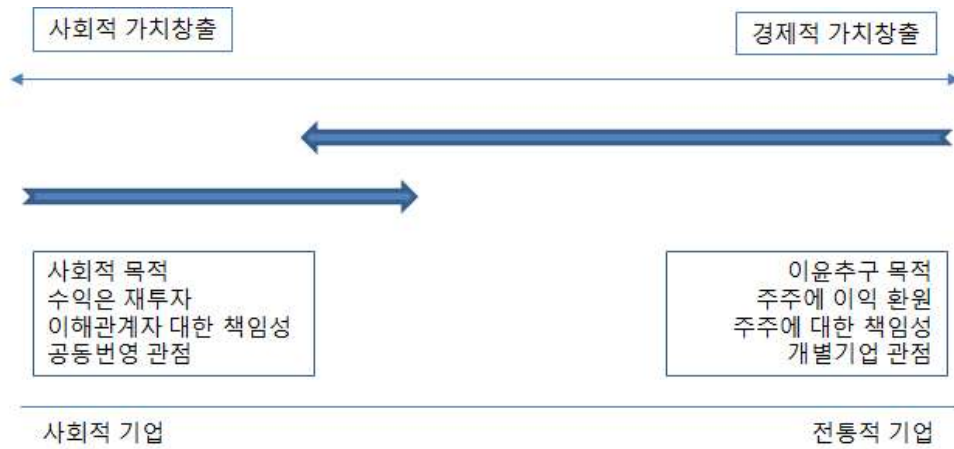 사회적 가치창출
경제적 가치창출
사회적 목적
수익은 재투자
이해관계자 대한 책임성
공동번영 관점
이윤추구 목적
주주에 이익 환원
주주에 대한 책임성
개별기업 관점
사회적 기업
전통적 기업